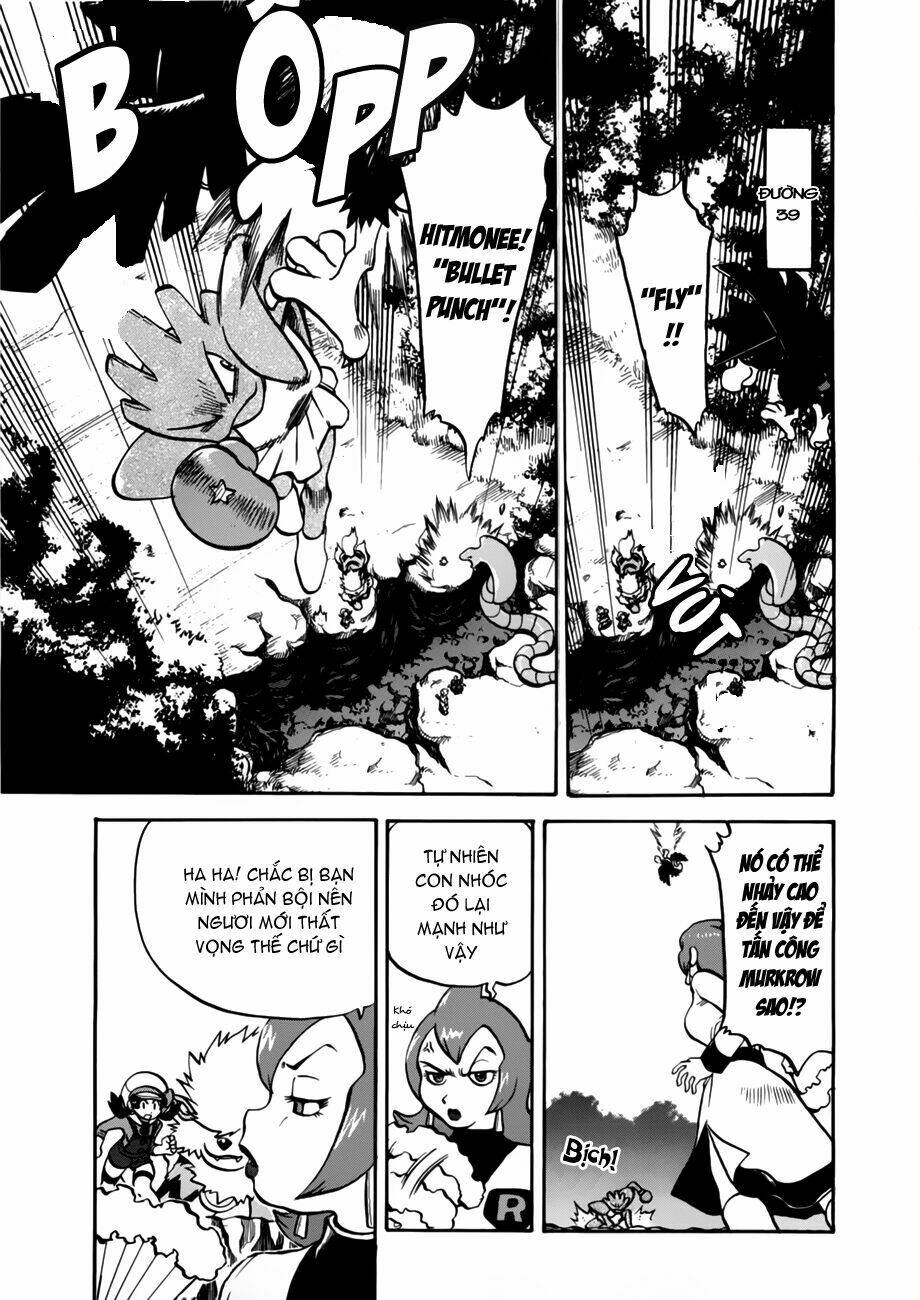 ĐƯỜNG
39
"FLY"
!!
VÚT
HITMONEE!
"BULLET
PUNCH"!
BỐPP
NÓ CÓ THỂ
NHẢY CAO
ĐẾN VẬY ĐỂ
TẤN CÔNG
MURKROW
SAO!?
Bịch!
TỰ NHIÊN
CON NHÓC
ĐÓ LẠI
MẠNH NHƯ
VẬY
Khó
chịu
R
HA HA! CHẮC BỊ BẠN
MÌNH PHẢN BỘI NÊN
NGƯƠI MỚI THẤT
VỌNG THẾ CHỨ GÌ